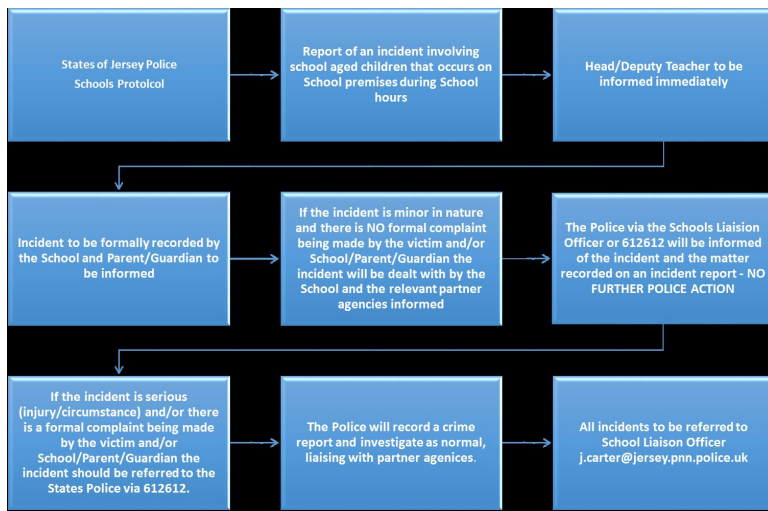 States of Jersey Police
Schools Protolcol
Report of an incident involving
school aged children that occurs on
School premises during School
hours
Head/Deputy Teacher to be
informed immediately
Incident to be formally recorded by
the School and Parent/Guardian to
be informed
If the incident is minor in nature
and there is NO formal complaint
being made by the victim and/or
School/Parent/Guardian the
incident will be dealt with by the
School and the relevant partner
agencies informed
The Police via the Schools Liaision
Officer or 612612 will be informed
of the incident and the matter
recorded on an incident report - NO
FURTHER POLICE ACTION
If the incident is serious
(injury/circumstance) and/or there
is a formal complaint being made
by the victim and/or
School/Parent/Guardian the
incident should be referred to the
States Police via 612612.
The Police will record a crime
report and investigate as normal,
liaising with partner agenices.
All incidents to be referred to
School Liaison Officer
j.carter@jersey.pnn.police.uk